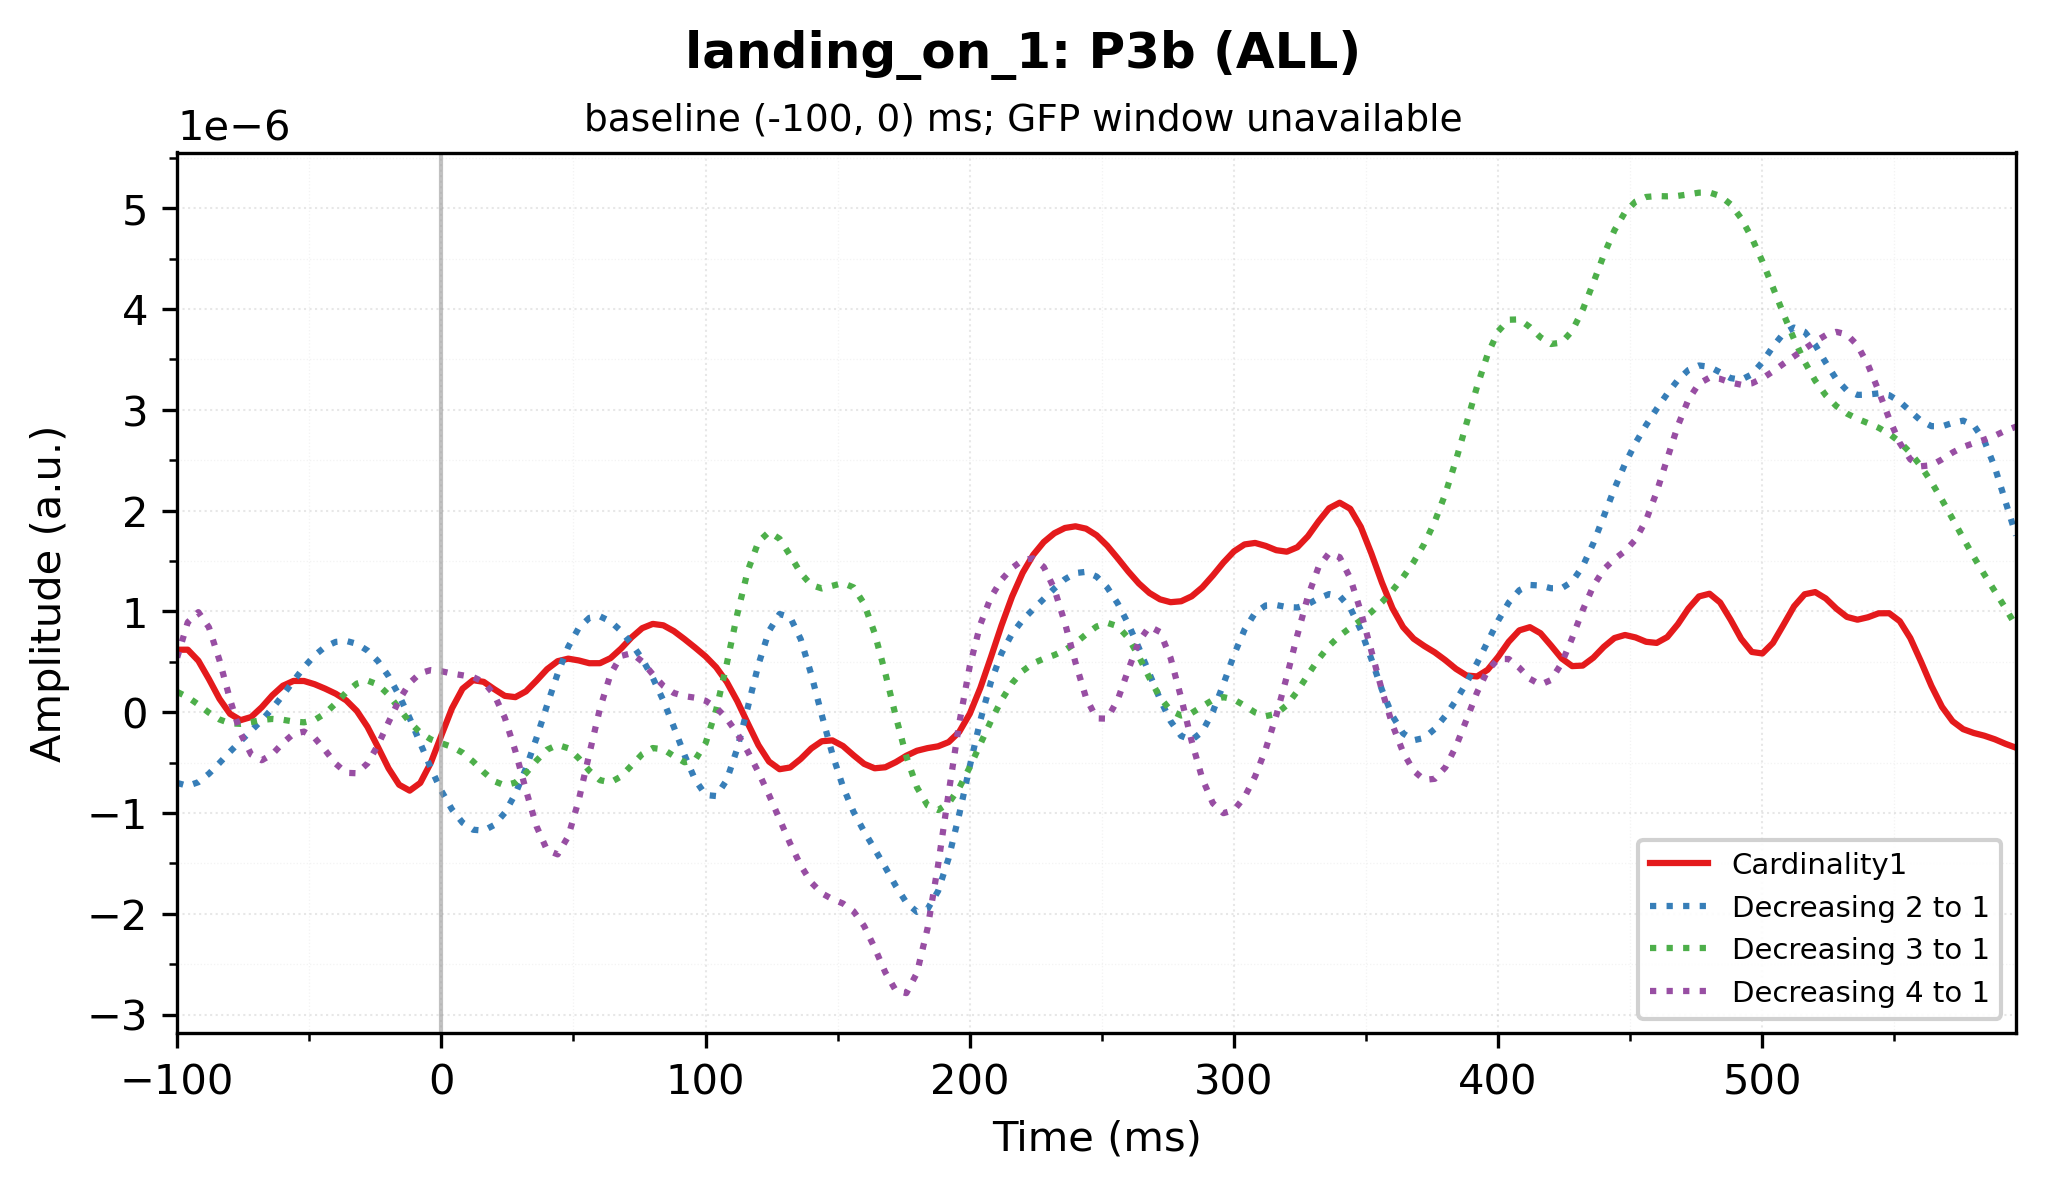 landing_on_1: P3b (ALL)
baseline (-100, 0) ms; GFP window unavailable
1e−6
5
4
3
2
1
0
−1
−2
−3
Amplitude (a.u.)
Cardinality1
Decreasing 2 to 1
Decreasing 3 to 1
Decreasing 4 to 1
−100 0 100 200 300 400 500
Time (ms)